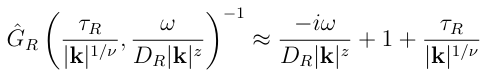 \hat{G}_R \left( \frac{\tau_R}{|\mathbf{k}|^{1/\nu}}, \frac{\omega}{D_R |\mathbf{k}|^z} \right)^{-1} \approx \frac{-i\omega}{D_R |\mathbf{k}|^z} + 1 + \frac{\tau_R}{|\mathbf{k}|^{1/\nu}}